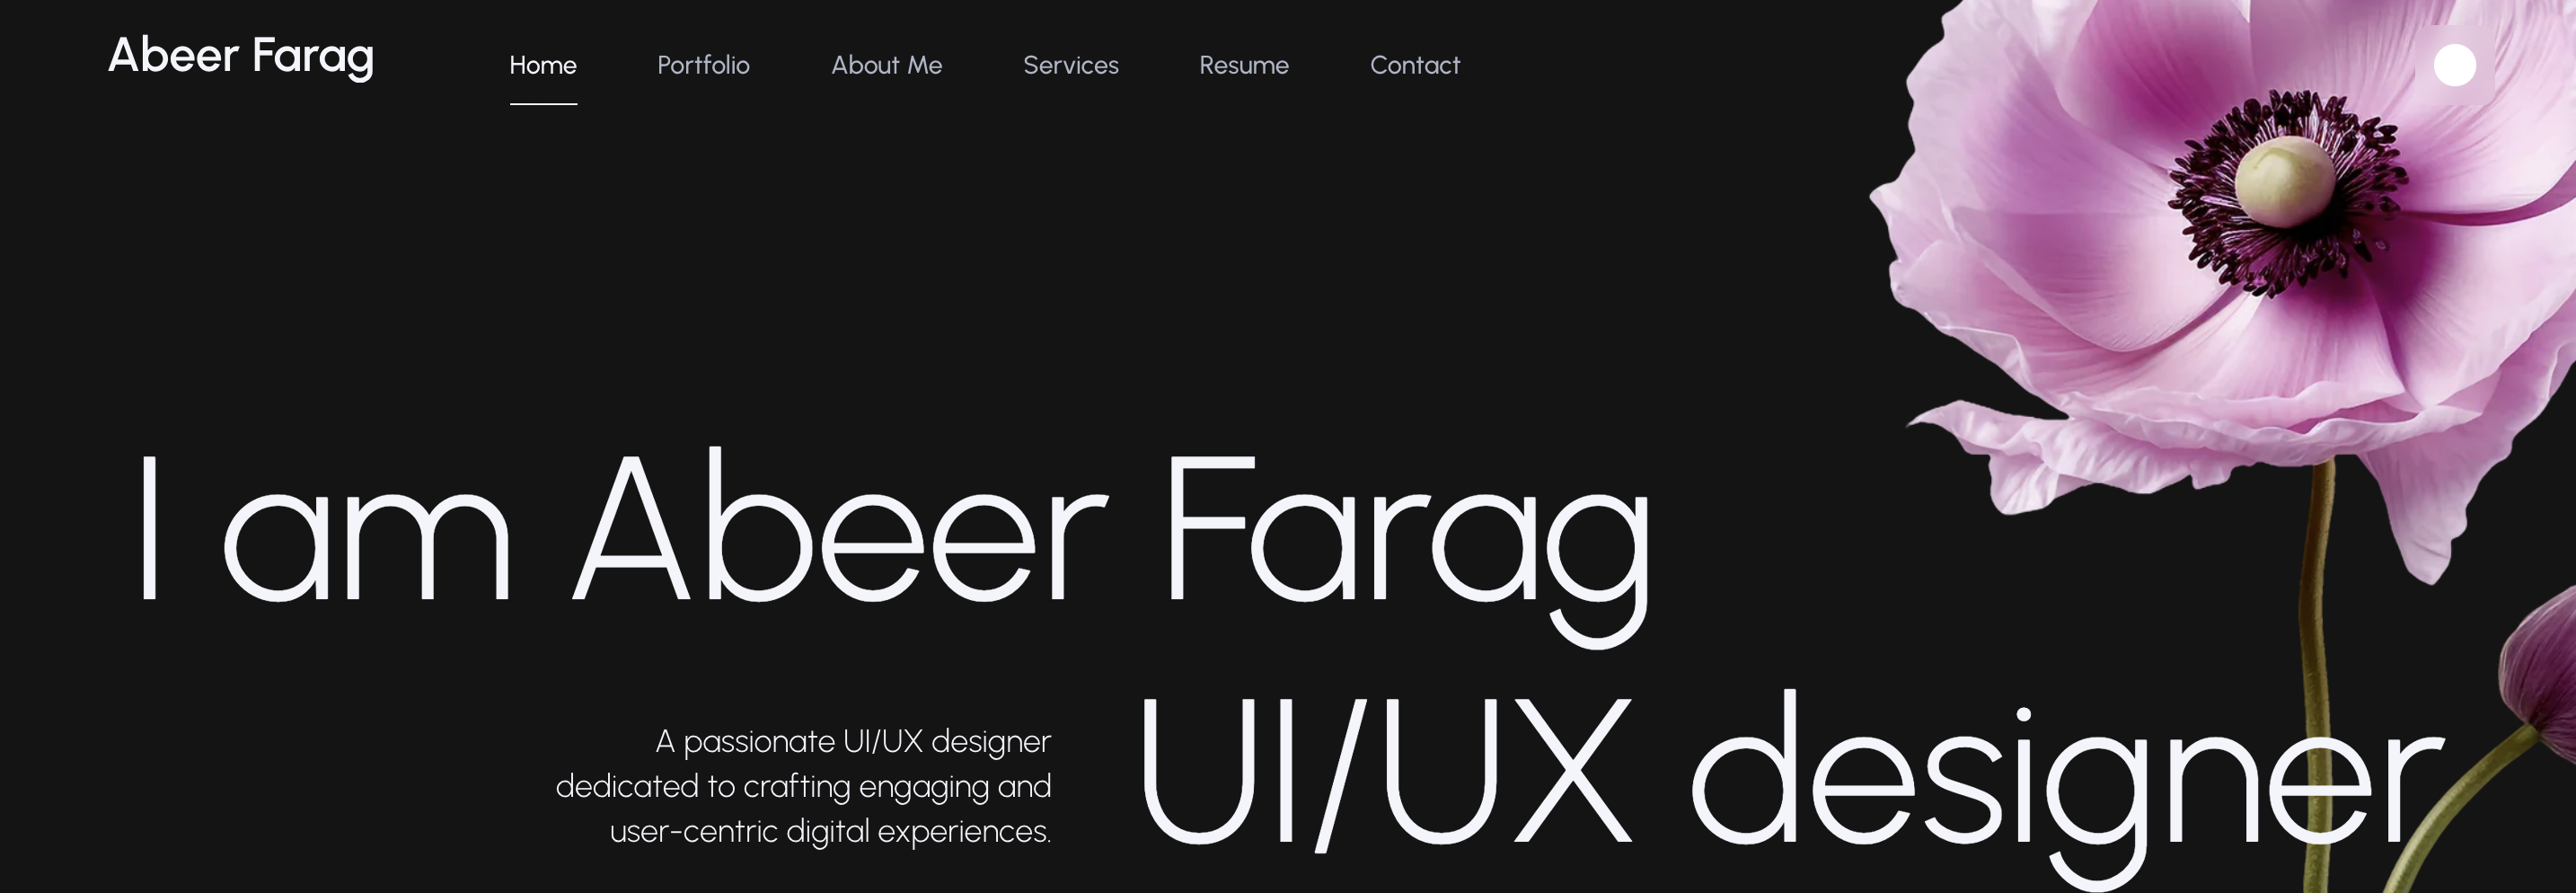 Abeer Farag
Home Portfolio About Me Services Resume Contact
I am Abeer Farag
A passionate UI/UX designer
dedicated to crafting engaging and
user-centric digital experiences.
UI/UX designer